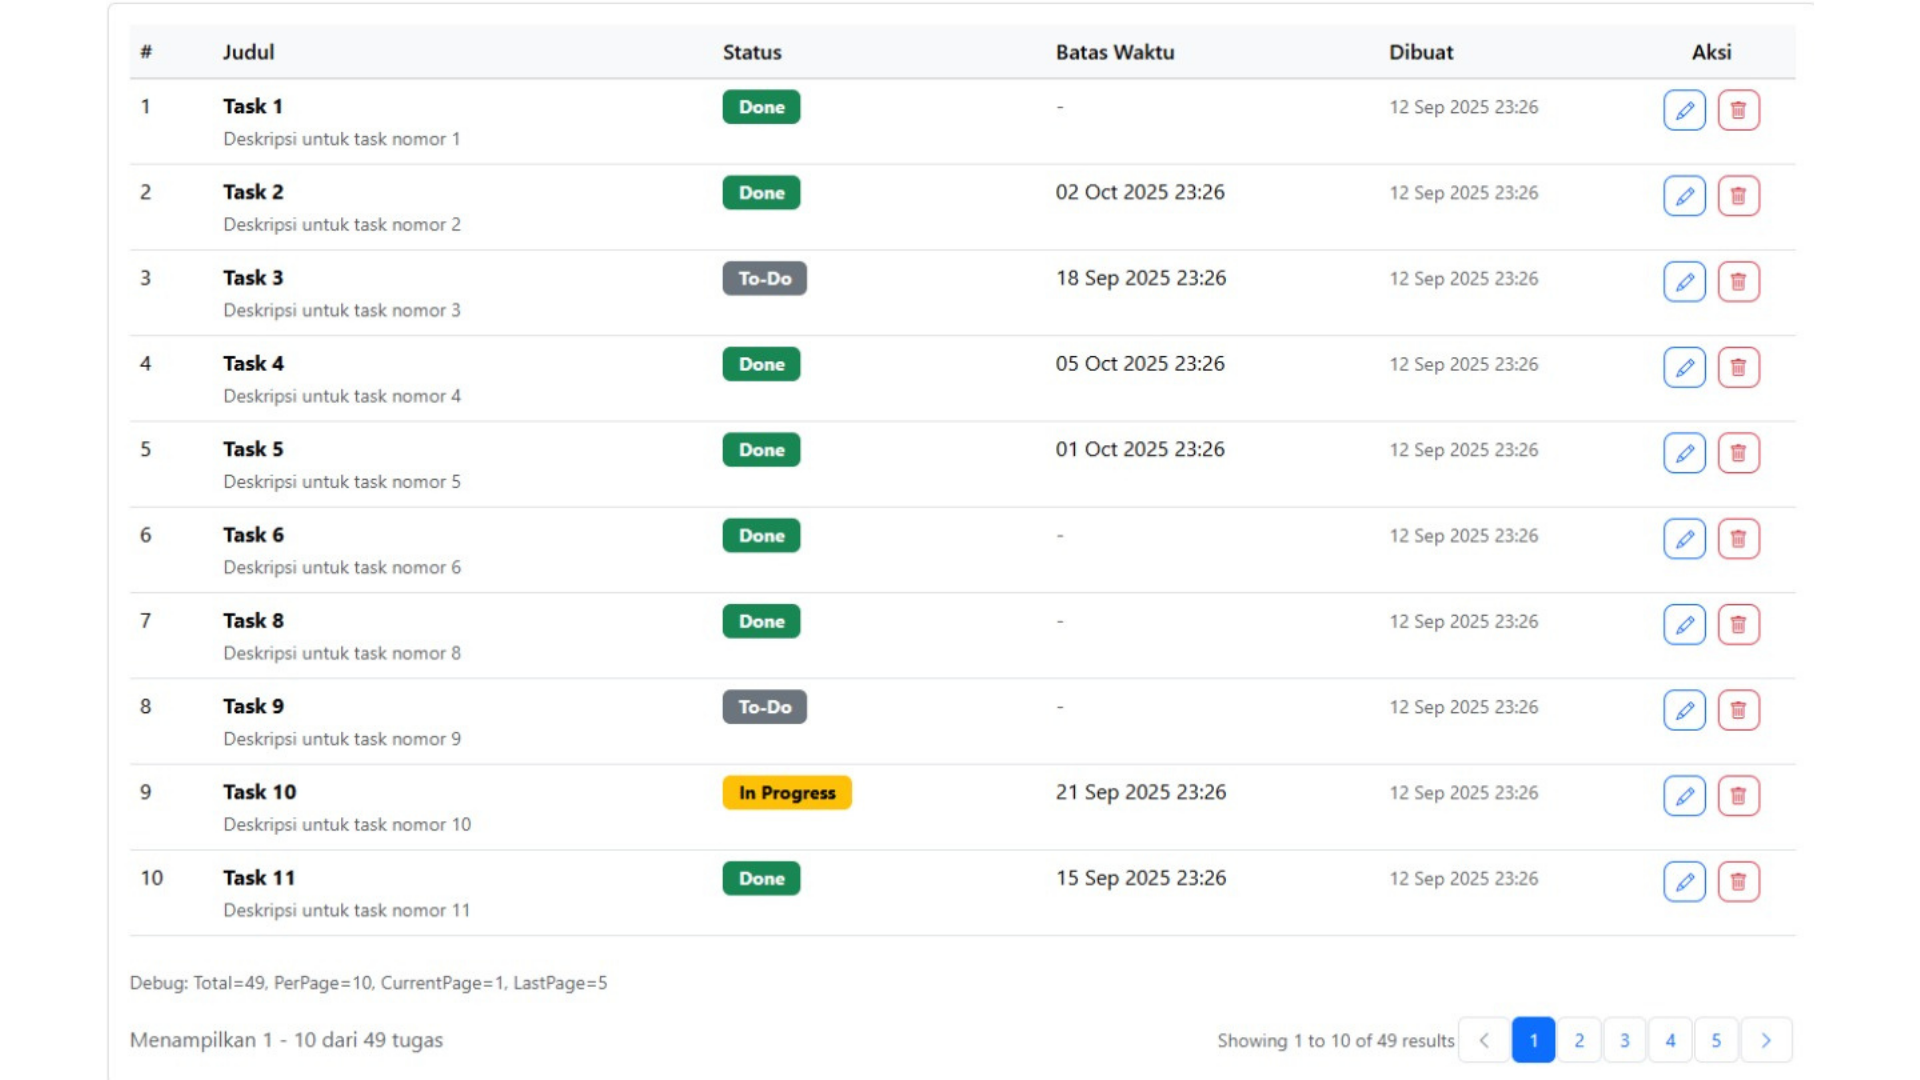 # Judul Status Batas Waktu Dibuat Aksi
1 Task 1 Done - 12 Sep 2025 23:26
Deskripsi untuk task nomor 1
2 Task 2 Done 02 Oct 2025 23:26 12 Sep 2025 23:26
Deskripsi untuk task nomor 2
3 Task 3 To-Do 18 Sep 2025 23:26 12 Sep 2025 23:26
Deskripsi untuk task nomor 3
4 Task 4 Done 05 Oct 2025 23:26 12 Sep 2025 23:26
Deskripsi untuk task nomor 4
5 Task 5 Done 01 Oct 2025 23:26 12 Sep 2025 23:26
Deskripsi untuk task nomor 5
6 Task 6 Done - 12 Sep 2025 23:26
Deskripsi untuk task nomor 6
7 Task 8 Done - 12 Sep 2025 23:26
Deskripsi untuk task nomor 8
8 Task 9 To-Do - 12 Sep 2025 23:26
Deskripsi untuk task nomor 9
9 Task 10 In Progress 21 Sep 2025 23:26 12 Sep 2025 23:26
Deskripsi untuk task nomor 10
10 Task 11 Done 15 Sep 2025 23:26 12 Sep 2025 23:26
Deskripsi untuk task nomor 11
Debug: Total=49, PerPage=10, CurrentPage=1, LastPage=5
Menampilkan 1 - 10 dari 49 tugas Showing 1 to 10 of 49 results < 1 2 3 4 5 >